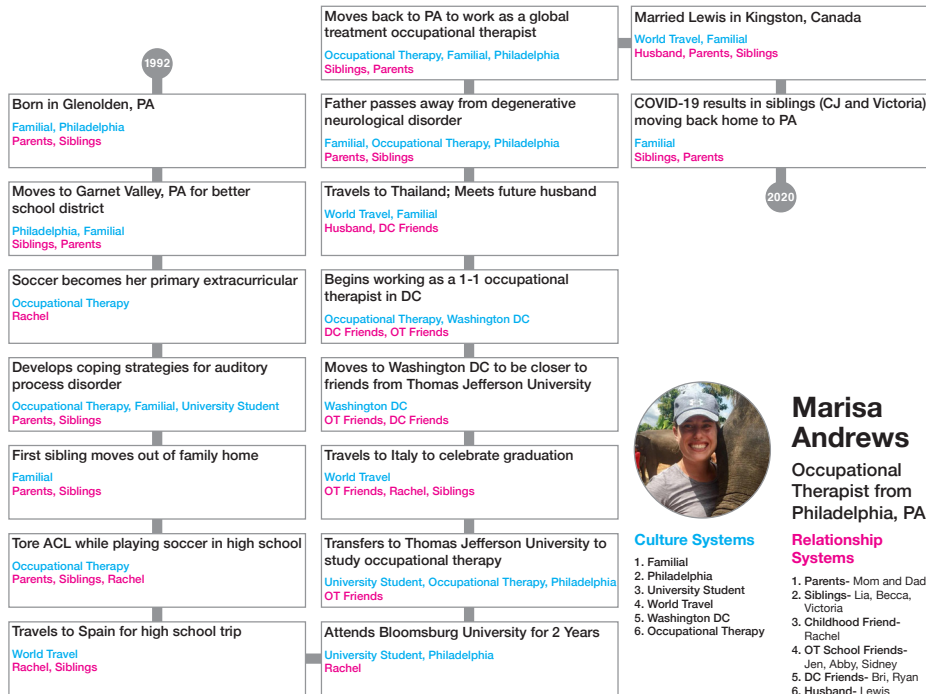 1992
Born in Glenolden, PA
Familial, Philadelphia
Parents, Siblings
Moves to Garnet Valley, PA for better
school district
Philadelphia, Familial
Siblings, Parents
Soccer becomes her primary extracurricular
Occupational Therapy
Rachel
Develops coping strategies for auditory
process disorder
Occupational Therapy, Familial, University Student
Parents, Siblings
First sibling moves out of family home
Familial
Parents, Siblings
Tore ACL while playing soccer in high school
Occupational Therapy
Parents, Siblings, Rachel
Travels to Spain for high school trip
World Travel
Rachel, Siblings
Attends Bloomsburg University for 2 Years
University Student, Philadelphia
Rachel
Transfers to Thomas Jefferson University to
study occupational therapy
University Student, Occupational Therapy, Philadelphia
OT Friends
Travels to Italy to celebrate graduation
World Travel
OT Friends, Rachel, Siblings
Moves to Washington DC to be closer to
friends from Thomas Jefferson University
Washington DC
OT Friends, DC Friends
Begins working as a 1-1 occupational
therapist in DC
Occupational Therapy, Washington DC
DC Friends, OT Friends
Travels to Thailand; Meets future husband
World Travel, Familial
Husband, DC Friends
Father passes away from degenerative
neurological disorder
Familial, Occupational Therapy, Philadelphia
Parents, Siblings
Moves back to PA to work as a global
treatment occupational therapist
Occupational Therapy, Familial, Philadelphia
Siblings, Parents
Married Lewis in Kingston, Canada
World Travel, Familial
Husband, Parents, Siblings
COVID-19 results in siblings (CJ and Victoria)
moving back home to PA
Familial
Siblings, Parents
2020
Marisa
Andrews
Occupational
Therapist from
Philadelphia, PA
Culture Systems
1. Familial
2. Philadelphia
3. University Student
4. World Travel
5. Washington DC
6. Occupational Therapy
Relationship
Systems
1. Parents- Mom and Dad
2. Siblings- Lia, Becca,
Victoria
3. Childhood Friend-
Rachel
4. OT School Friends-
Jen, Abby, Sidney
5. DC Friends- Bri, Ryan
6. Husband- Lewis